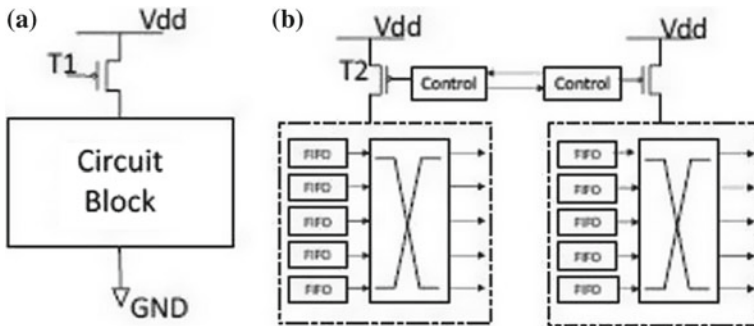 (a)
Vdd
T1
Circuit
Block
GND
(b)
Vdd
Vdd
T2
Control
Control
FIFO
FIFO
FIFO
FIFO
FIFO
FIFO
FIFO
FIFO
FIFO
FIFO